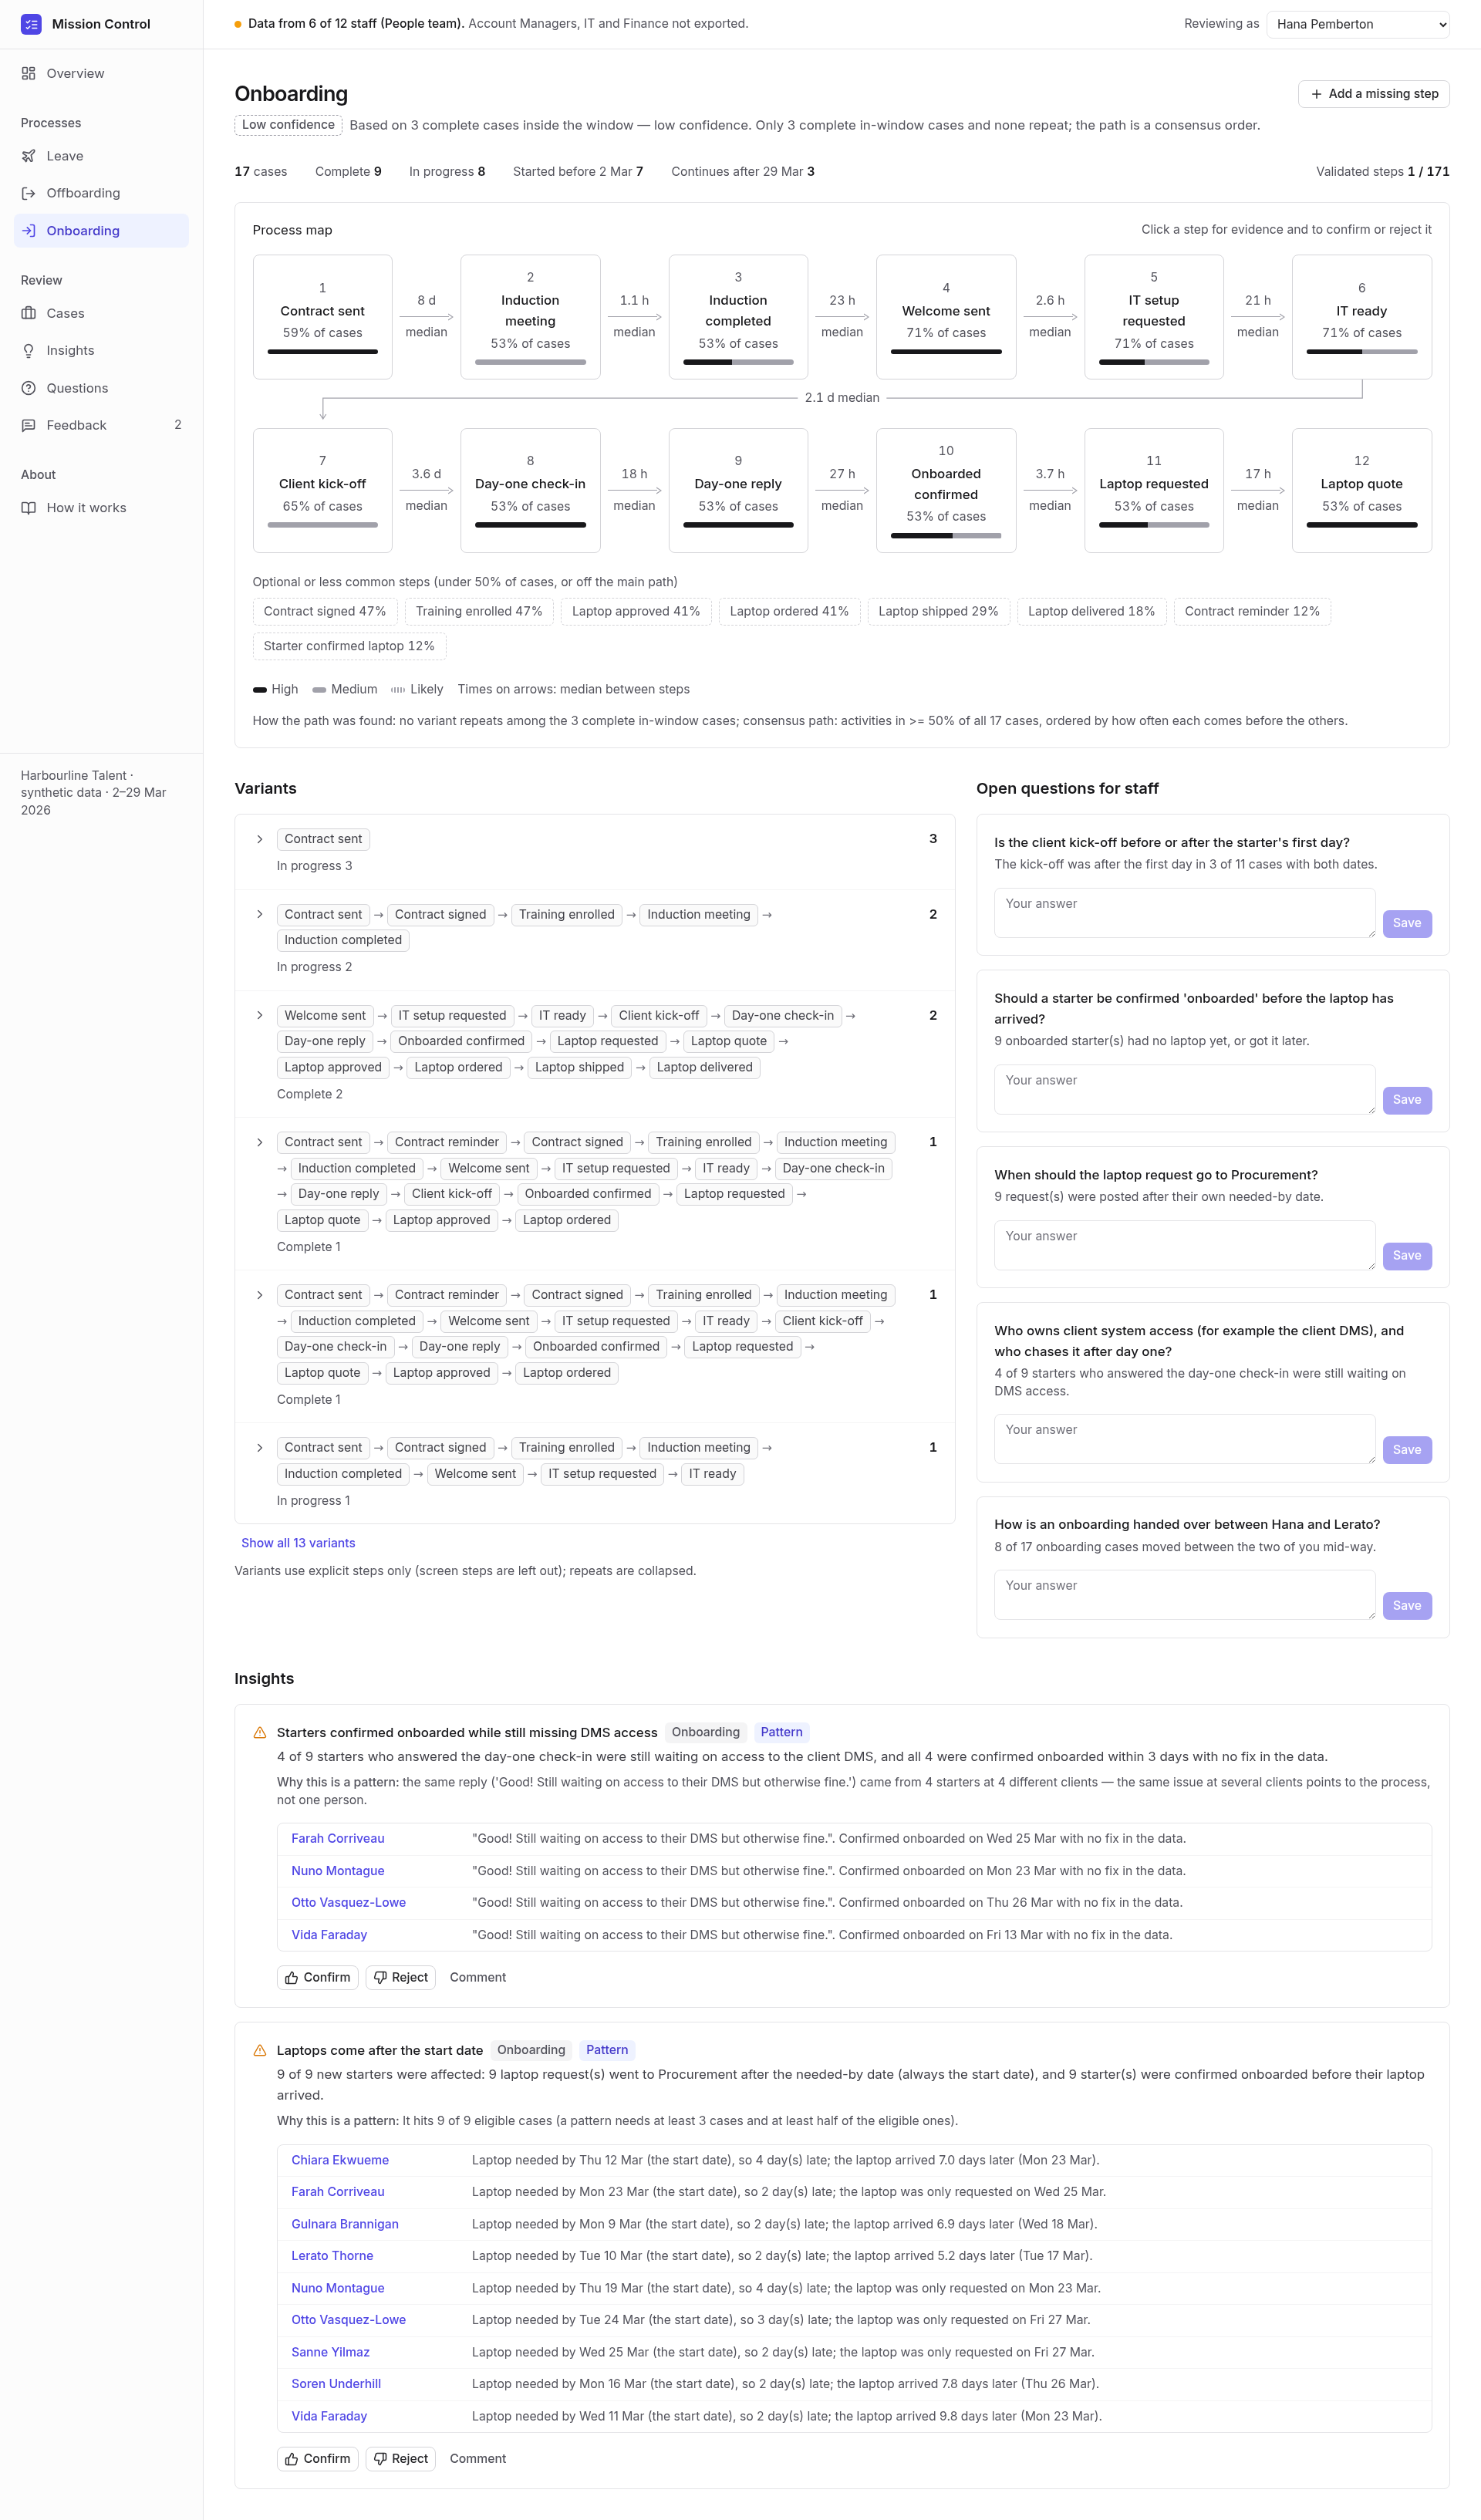 Mission Control
Data from 6 of 12 staff (People team). Account Managers, IT and Finance not exported.
Reviewing as
Hana Pemberton
Overview
Processes
Leave
Offboarding
Onboarding
Review
Cases
Insights
Questions
Feedback 2
About
How it works
Harbourline Talent ·
synthetic data · 2–29 Mar
2026
Onboarding
Add a missing step
Low confidence
Based on 3 complete cases inside the window — low confidence. Only 3 complete in-window cases and none repeat; the path is a consensus order.
17 cases Complete 9 In progress 8 Started before 2 Mar 7 Continues after 29 Mar 3
Validated steps 1 / 171
Process map
Click a step for evidence and to confirm or reject it
1
Contract sent
59% of cases
8 d
median
2
Induction
meeting
53% of cases
1.1 h
median
3
Induction
completed
53% of cases
23 h
median
4
Welcome sent
71% of cases
2.6 h
median
5
IT setup
requested
71% of cases
21 h
median
6
IT ready
71% of cases
2.1 d median
7
Client kick-off
65% of cases
3.6 d
median
8
Day-one check-in
53% of cases
18 h
median
9
Day-one reply
53% of cases
27 h
median
10
Onboarded
confirmed
53% of cases
3.7 h
median
11
Laptop requested
53% of cases
17 h
median
12
Laptop quote
53% of cases
Optional or less common steps (under 50% of cases, or off the main path)
Contract signed 47% Training enrolled 47% Laptop approved 41% Laptop ordered 41% Laptop shipped 29% Laptop delivered 18% Contract reminder 12%
Starter confirmed laptop 12%
High Medium Likely Times on arrows: median between steps
How the path was found: no variant repeats among the 3 complete in-window cases; consensus path: activities in >= 50% of all 17 cases, ordered by how often each comes before the others.
Variants
Contract sent 3
In progress 3
Contract sent → Contract signed → Training enrolled → Induction meeting → 2
Induction completed
In progress 2
Welcome sent → IT setup requested → IT ready → Client kick-off → Day-one check-in → 2
Day-one reply → Onboarded confirmed → Laptop requested → Laptop quote →
Laptop approved → Laptop ordered → Laptop shipped → Laptop delivered
Complete 2
Contract sent → Contract reminder → Contract signed → Training enrolled → Induction meeting 1
→ Induction completed → Welcome sent → IT setup requested → IT ready → Day-one check-in
→ Day-one reply → Client kick-off → Onboarded confirmed → Laptop requested →
Laptop quote → Laptop approved → Laptop ordered
Complete 1
Contract sent → Contract reminder → Contract signed → Training enrolled → Induction meeting 1
→ Induction completed → Welcome sent → IT setup requested → IT ready → Client kick-off →
Day-one check-in → Day-one reply → Onboarded confirmed → Laptop requested →
Laptop quote → Laptop approved → Laptop ordered
Complete 1
Contract sent → Contract signed → Training enrolled → Induction meeting → 1
Induction completed → Welcome sent → IT setup requested → IT ready
In progress 1
Show all 13 variants
Variants use explicit steps only (screen steps are left out); repeats are collapsed.
Open questions for staff
Is the client kick-off before or after the starter's first day?
The kick-off was after the first day in 3 of 11 cases with both dates.
Your answer
Save
Should a starter be confirmed 'onboarded' before the laptop has
arrived?
9 onboarded starter(s) had no laptop yet, or got it later.
Your answer
Save
When should the laptop request go to Procurement?
9 request(s) were posted after their own needed-by date.
Your answer
Save
Who owns client system access (for example the client DMS), and
who chases it after day one?
4 of 9 starters who answered the day-one check-in were still waiting on
DMS access.
Your answer
Save
How is an onboarding handed over between Hana and Lerato?
8 of 17 onboarding cases moved between the two of you mid-way.
Your answer
Save
Insights
Starters confirmed onboarded while still missing DMS access Onboarding Pattern
4 of 9 starters who answered the day-one check-in were still waiting on access to the client DMS, and all 4 were confirmed onboarded within 3 days with no fix in the data.
Why this is a pattern: the same reply ('Good! Still waiting on access to their DMS but otherwise fine.') came from 4 starters at 4 different clients — the same issue at several clients points to the process,
not one person.
Farah Corriveau "Good! Still waiting on access to their DMS but otherwise fine.". Confirmed onboarded on Wed 25 Mar with no fix in the data.
Nuno Montague "Good! Still waiting on access to their DMS but otherwise fine.". Confirmed onboarded on Mon 23 Mar with no fix in the data.
Otto Vasquez-Lowe "Good! Still waiting on access to their DMS but otherwise fine.". Confirmed onboarded on Thu 26 Mar with no fix in the data.
Vida Faraday "Good! Still waiting on access to their DMS but otherwise fine.". Confirmed onboarded on Fri 13 Mar with no fix in the data.
Confirm Reject Comment
Laptops come after the start date Onboarding Pattern
9 of 9 new starters were affected: 9 laptop request(s) went to Procurement after the needed-by date (always the start date), and 9 starter(s) were confirmed onboarded before their laptop
arrived.
Why this is a pattern: It hits 9 of 9 eligible cases (a pattern needs at least 3 cases and at least half of the eligible ones).
Chiara Ekwueme Laptop needed by Thu 12 Mar (the start date), so 4 day(s) late; the laptop arrived 7.0 days later (Mon 23 Mar).
Farah Corriveau Laptop needed by Mon 23 Mar (the start date), so 2 day(s) late; the laptop was only requested on Wed 25 Mar.
Gulnara Brannigan Laptop needed by Mon 9 Mar (the start date), so 2 day(s) late; the laptop arrived 6.9 days later (Wed 18 Mar).
Lerato Thorne Laptop needed by Tue 10 Mar (the start date), so 2 day(s) late; the laptop arrived 5.2 days later (Tue 17 Mar).
Nuno Montague Laptop needed by Thu 19 Mar (the start date), so 4 day(s) late; the laptop was only requested on Mon 23 Mar.
Otto Vasquez-Lowe Laptop needed by Tue 24 Mar (the start date), so 3 day(s) late; the laptop was only requested on Fri 27 Mar.
Sanne Yilmaz Laptop needed by Wed 25 Mar (the start date), so 2 day(s) late; the laptop was only requested on Fri 27 Mar.
Soren Underhill Laptop needed by Mon 16 Mar (the start date), so 2 day(s) late; the laptop arrived 7.8 days later (Thu 26 Mar).
Vida Faraday Laptop needed by Wed 11 Mar (the start date), so 2 day(s) late; the laptop arrived 9.8 days later (Mon 23 Mar).
Confirm Reject Comment